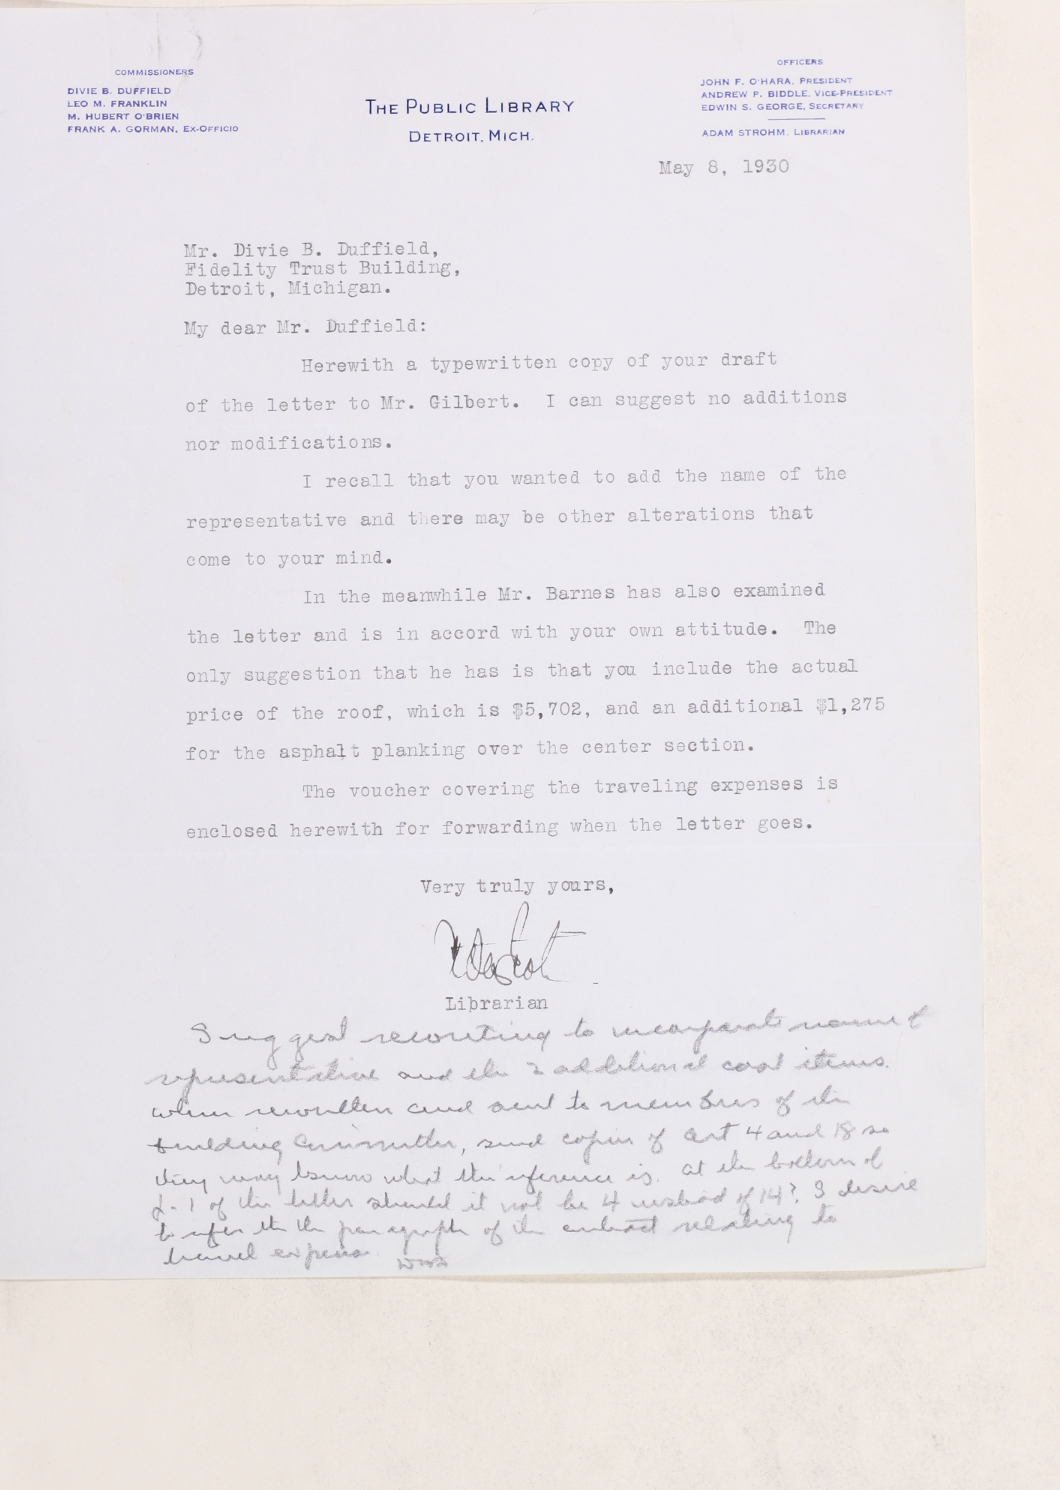 COMMISSIONERS
DIVIE B. DUFFIELD
LEO M. FRANKLIN
M. HUBERT O'BRIEN
FRANK A. GORMAN, EX-OFFICIO
THE PUBLIC LIBRARY
DETROIT, MICH.
OFFICERS
JOHN F. O'HARA, PRESIDENT
ANDREW P. BIDDLE, VICE-PRESIDENT
EDWIN S. GEORGE, SECRETARY
ADAM STROHM, LIBRARIAN
May 8, 1930
Mr. Divie B. Duffield,
Fidelity Trust Building,
Detroit, Michigan.
My dear Mr. Duffield:
Herewith a typewritten copy of your draft
of the letter to Mr. Gilbert. I can suggest no additions
nor modifications.
I recall that you wanted to add the name of the
representative and there may be other alterations that
come to your mind.
In the meanwhile Mr. Barnes has also examined
the letter and is in accord with your own attitude. The
only suggestion that he has is that you include the actual
price of the roof, which is $5,702, and an additional $1,275
for the asphalt planking over the center section.
The voucher covering the traveling expenses is
enclosed herewith for forwarding when the letter goes.
Very truly yours,
Librarian
Suggest rewriting to incorporate name of
representative and the 2 additional cost items.
When rewritten and sent to members of the
building Committee, send copies of Art 4 and 18 so
they may know what the reference is. At the bottom of
p. 1 of the letter should it not be 4 instead of 14? I desire
to refer to the paragraph of the contract relating to
travel expense.